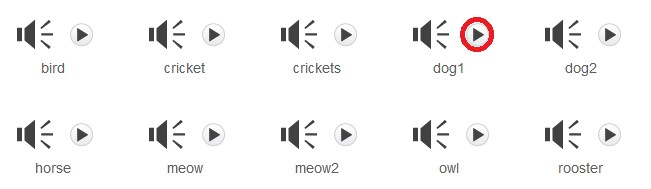 bird cricket crickets dog1 dog2
horse meow meow2 owl rooster